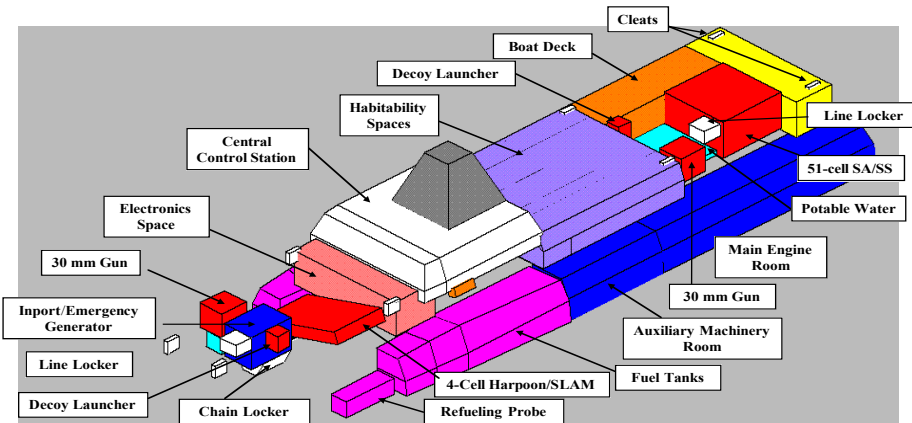 Cleats
Boat Deck
Decoy Launcher
Habitability
Spaces
Line Locker
Central
Control Station
51-cell SA/SS
Electronics
Space
Potable Water
Main Engine
Room
30 mm Gun
30 mm Gun
Inport/Emergency
Generator
Auxiliary Machinery
Room
Line Locker
Fuel Tanks
4-Cell Harpoon/SLAM
Decoy Launcher
Chain Locker
Refueling Probe